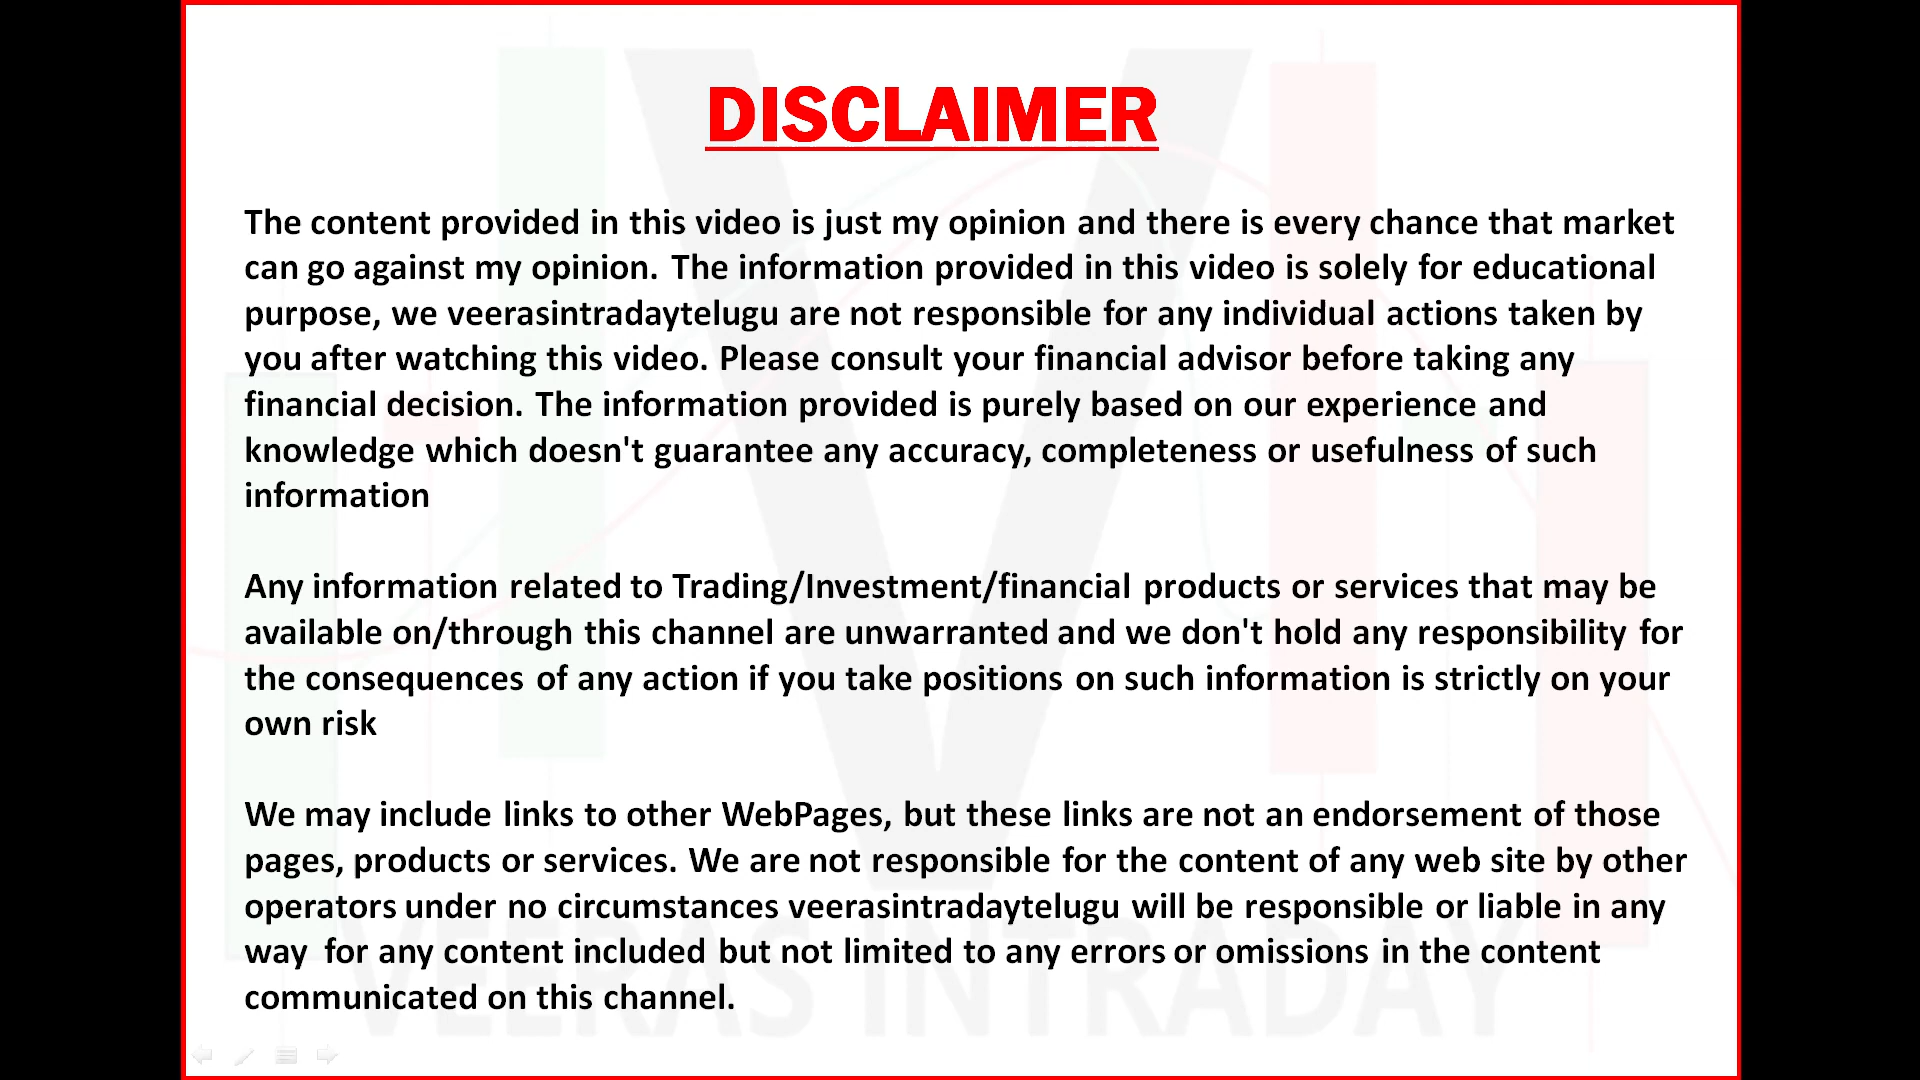 DISCLAIMER
The content provided in this video is just my opinion and there is every chance that market
can go against my opinion. The information provided in this video is solely for educational
purpose, we veerasintradaytelugu are not responsible for any individual actions taken by
you after watching this video. Please consult your financial advisor before taking any
financial decision. The information provided is purely based on our experience and
knowledge which doesn't guarantee any accuracy, completeness or usefulness of such
information
Any information related to Trading/Investment/financial products or services that may be
available on/through this channel are unwarranted and we don't hold any responsibility for
the consequences of any action if you take positions on such information is strictly on your
own risk
We may include links to other WebPages, but these links are not an endorsement of those
pages, products or services. We are not responsible for the content of any web site by other
operators under no circumstances veerasintradaytelugu will be responsible or liable in any
way  for any content included but not limited to any errors or omissions in the content
communicated on this channel.
VEERAS INTRADAY